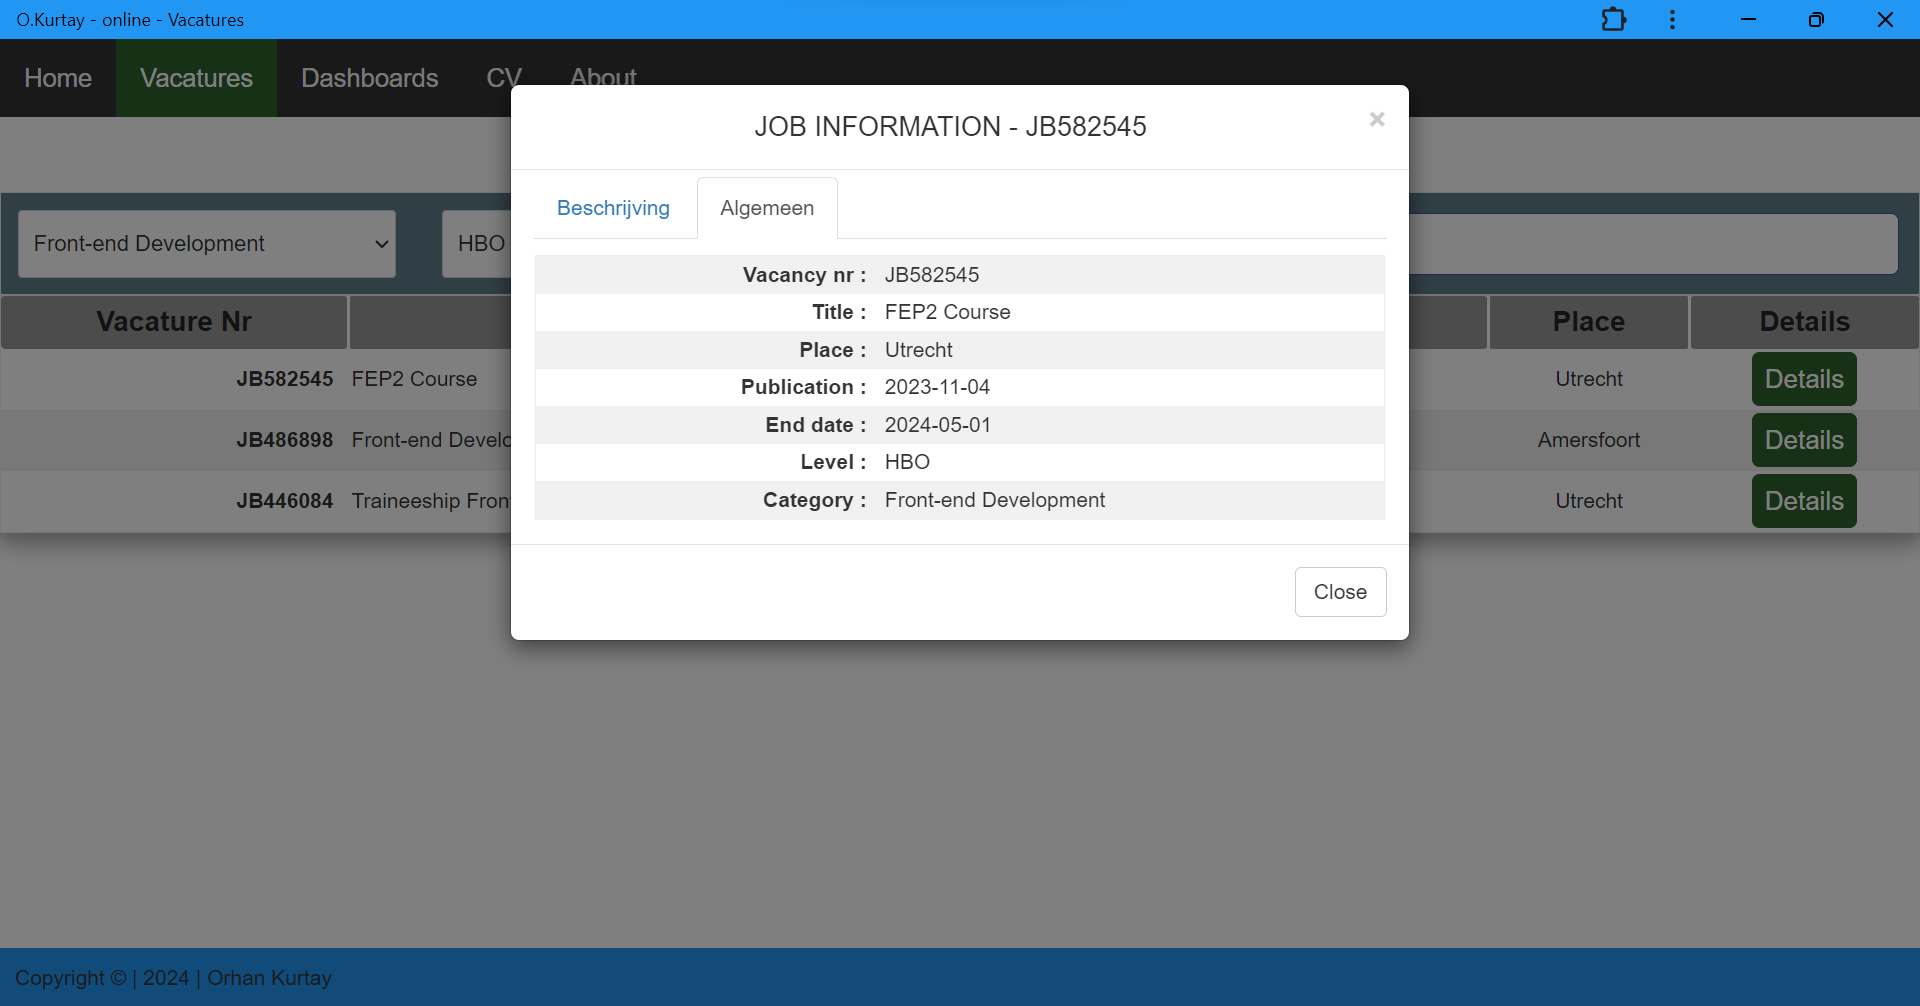 O.Kurtay - online - Vacatures
Home Vacatures Dashboards CV About
JOB INFORMATION - JB582545 ×
Beschrijving Algemeen
Front-end Development HBO
Vacancy nr : JB582545
Title : FEP2 Course
Place : Utrecht
Publication : 2023-11-04
End date : 2024-05-01
Level : HBO
Category : Front-end Development
Close
Vacature Nr Place Details
JB582545 FEP2 Course Utrecht Details
JB486898 Front-end Develo Amersfoort Details
JB446084 Traineeship Fron Utrecht Details
Copyright © | 2024 | Orhan Kurtay